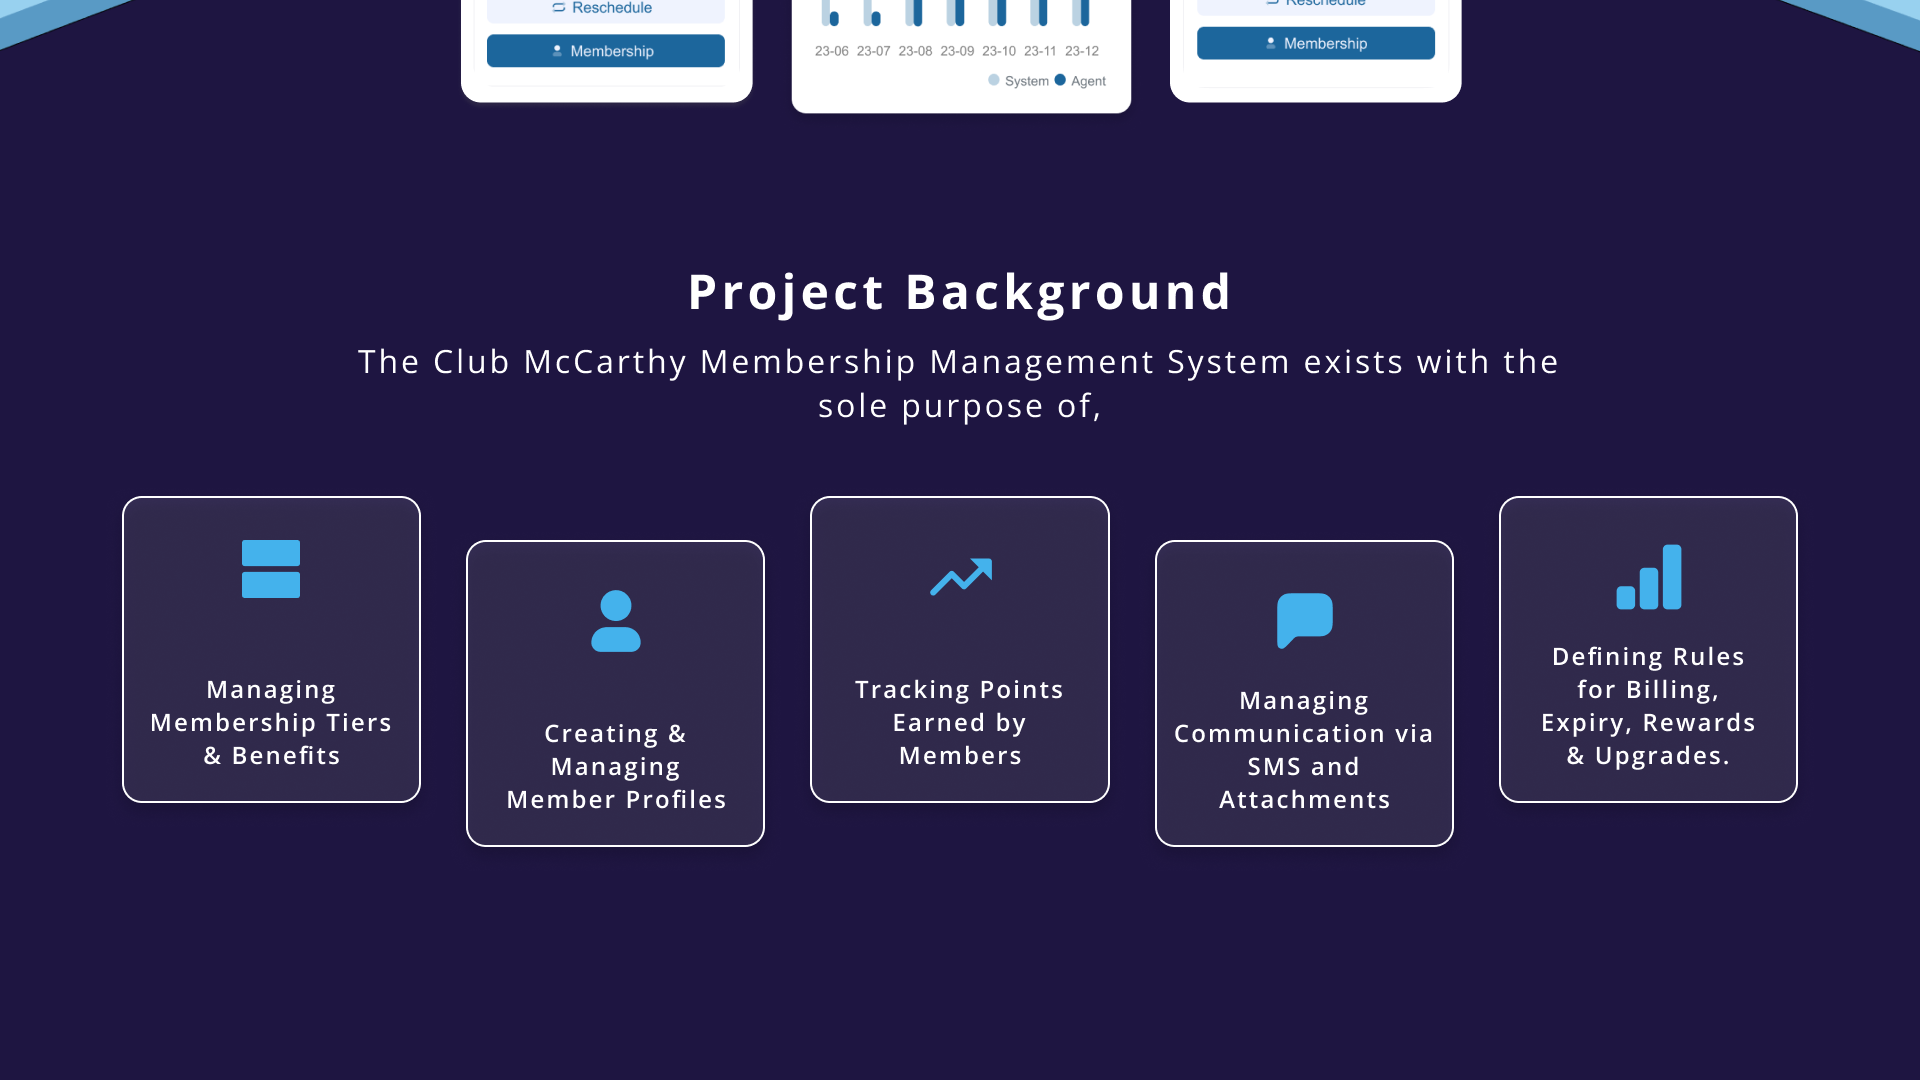 Reschedule
Membership
23-06 23-07 23-08 23-09 23-10 23-11 23-12
System Agent
Reschedule
Membership
Project Background
The Club McCarthy Membership Management System exists with the
sole purpose of,
Managing
Membership Tiers
& Benefits
Creating &
Managing
Member Profiles
Tracking Points
Earned by
Members
Managing
Communication via
SMS and
Attachments
Defining Rules
for Billing,
Expiry, Rewards
& Upgrades.